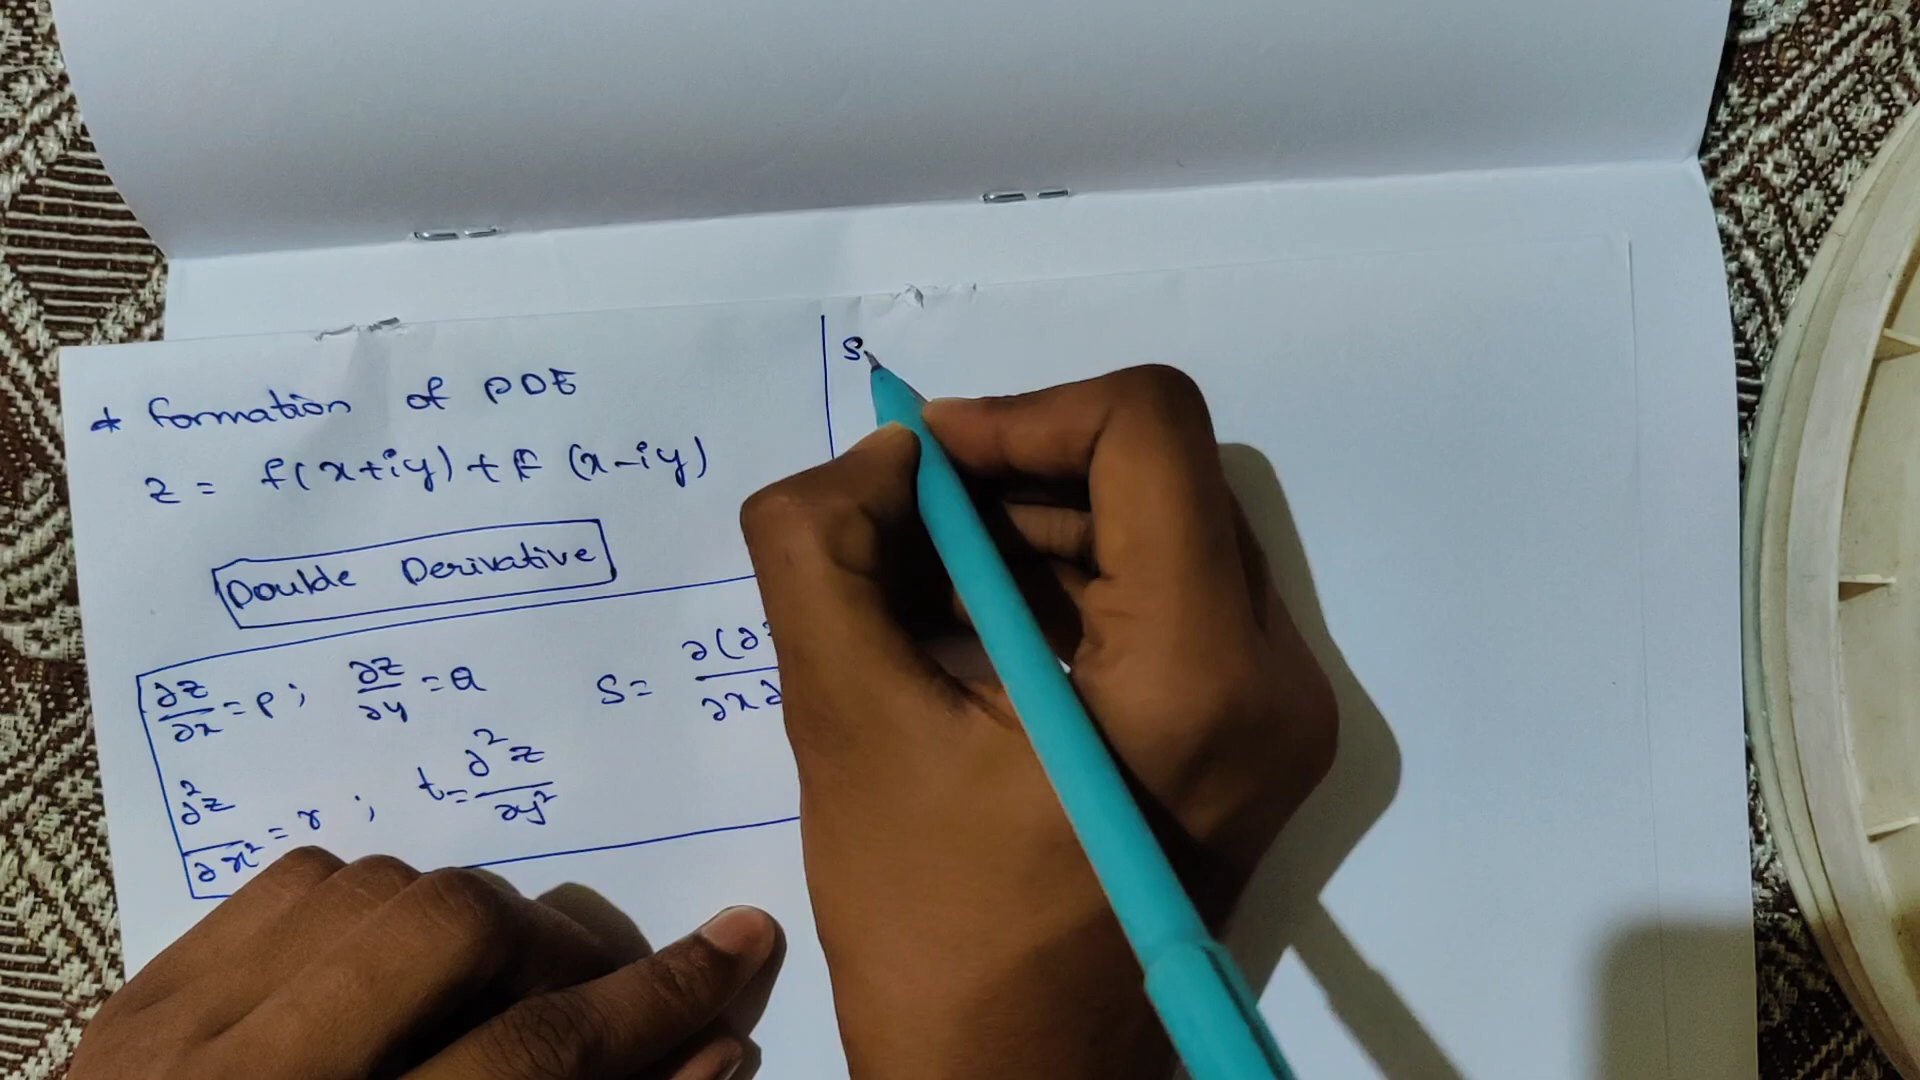 * Formation of PDE
z = f(x+iy) + F (x-iy)
Double Derivative
∂z/∂x = p ; ∂z/∂y = Q S = ∂(∂z/∂x∂
∂²z/∂x² = r ; t = ∂²z/∂y²
S